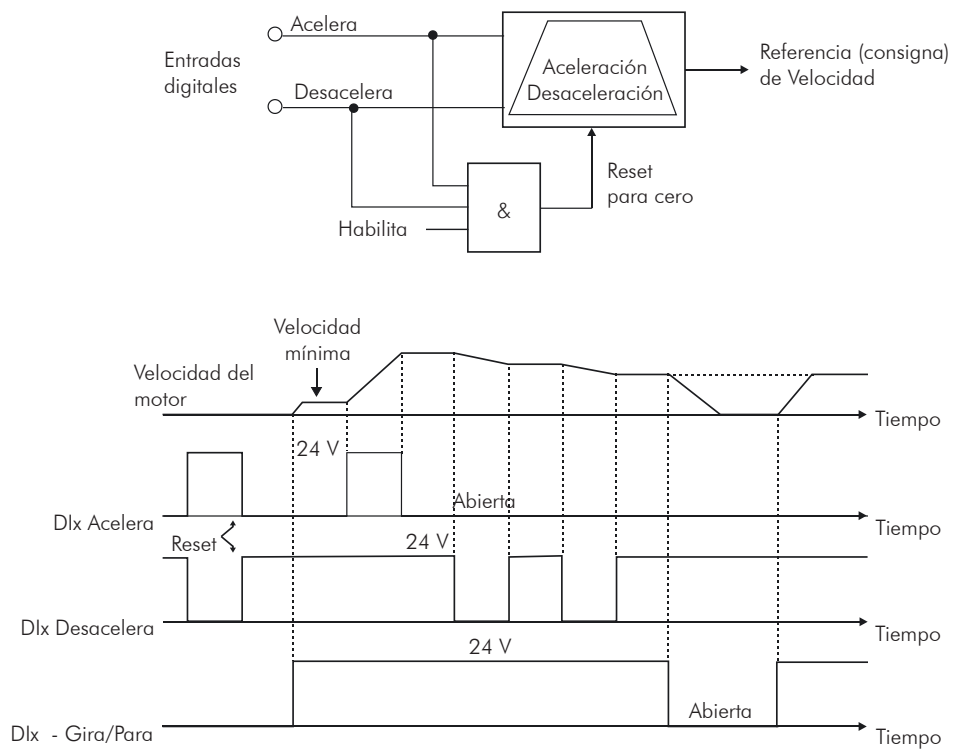 Acelera
Entradas
digitales
Desacelera
Aceleración
Desaceleración
Referencia (consigna)
de Velocidad
Reset
para cero
&
Habilita
Velocidad
mínima
Velocidad del
motor
Tiempo
24 V
Abierta
DIx Acelera
Tiempo
Reset
24 V
DIx Desacelera
Tiempo
24 V
Abierta
DIx - Gira/Para
Tiempo